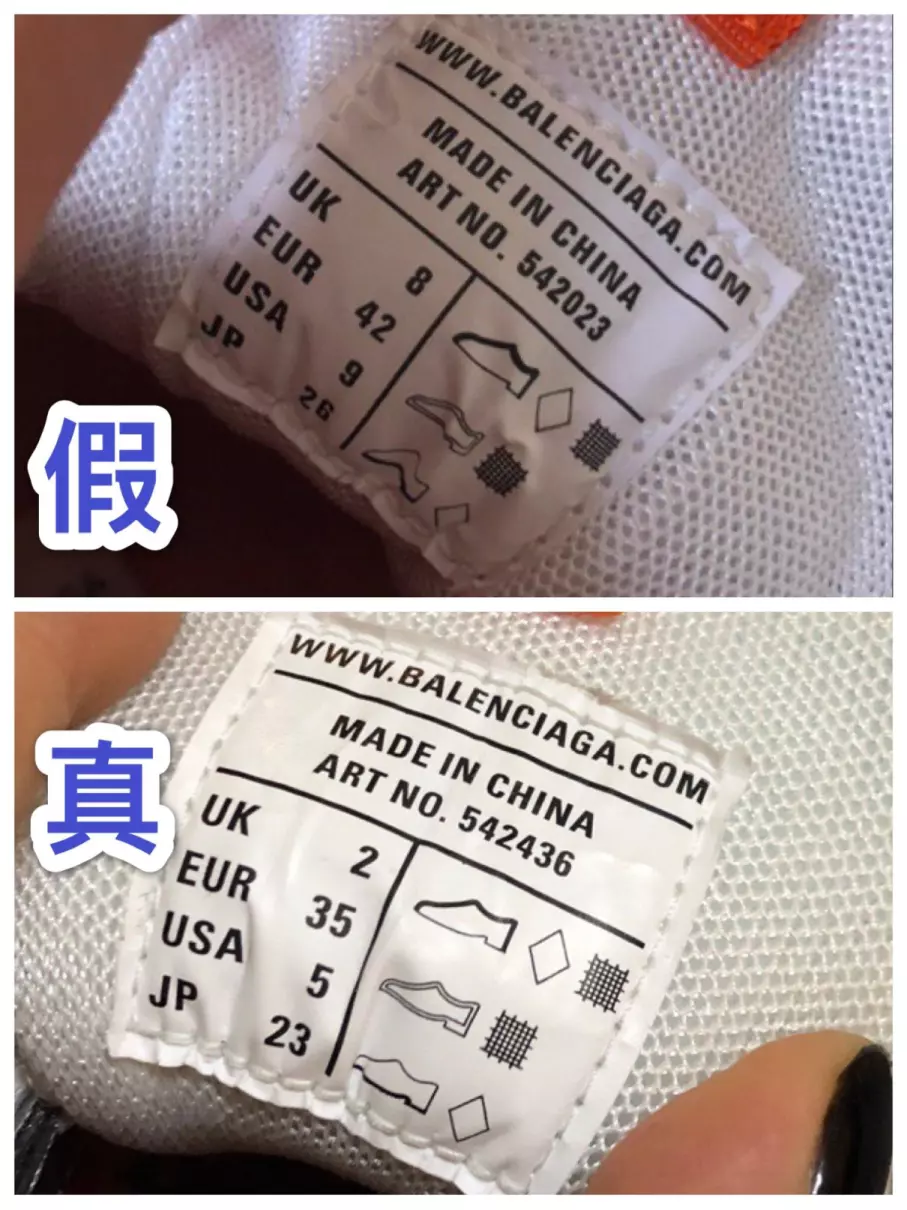 WWW.BALENCIAGA.COM
MADE IN CHINA
ART NO. 542023
UK 8
EUR 42
USA 9
JP 26
假
WWW.BALENCIAGA.COM
MADE IN CHINA
ART NO. 542436
UK 2
EUR 35
USA 5
JP 23
真